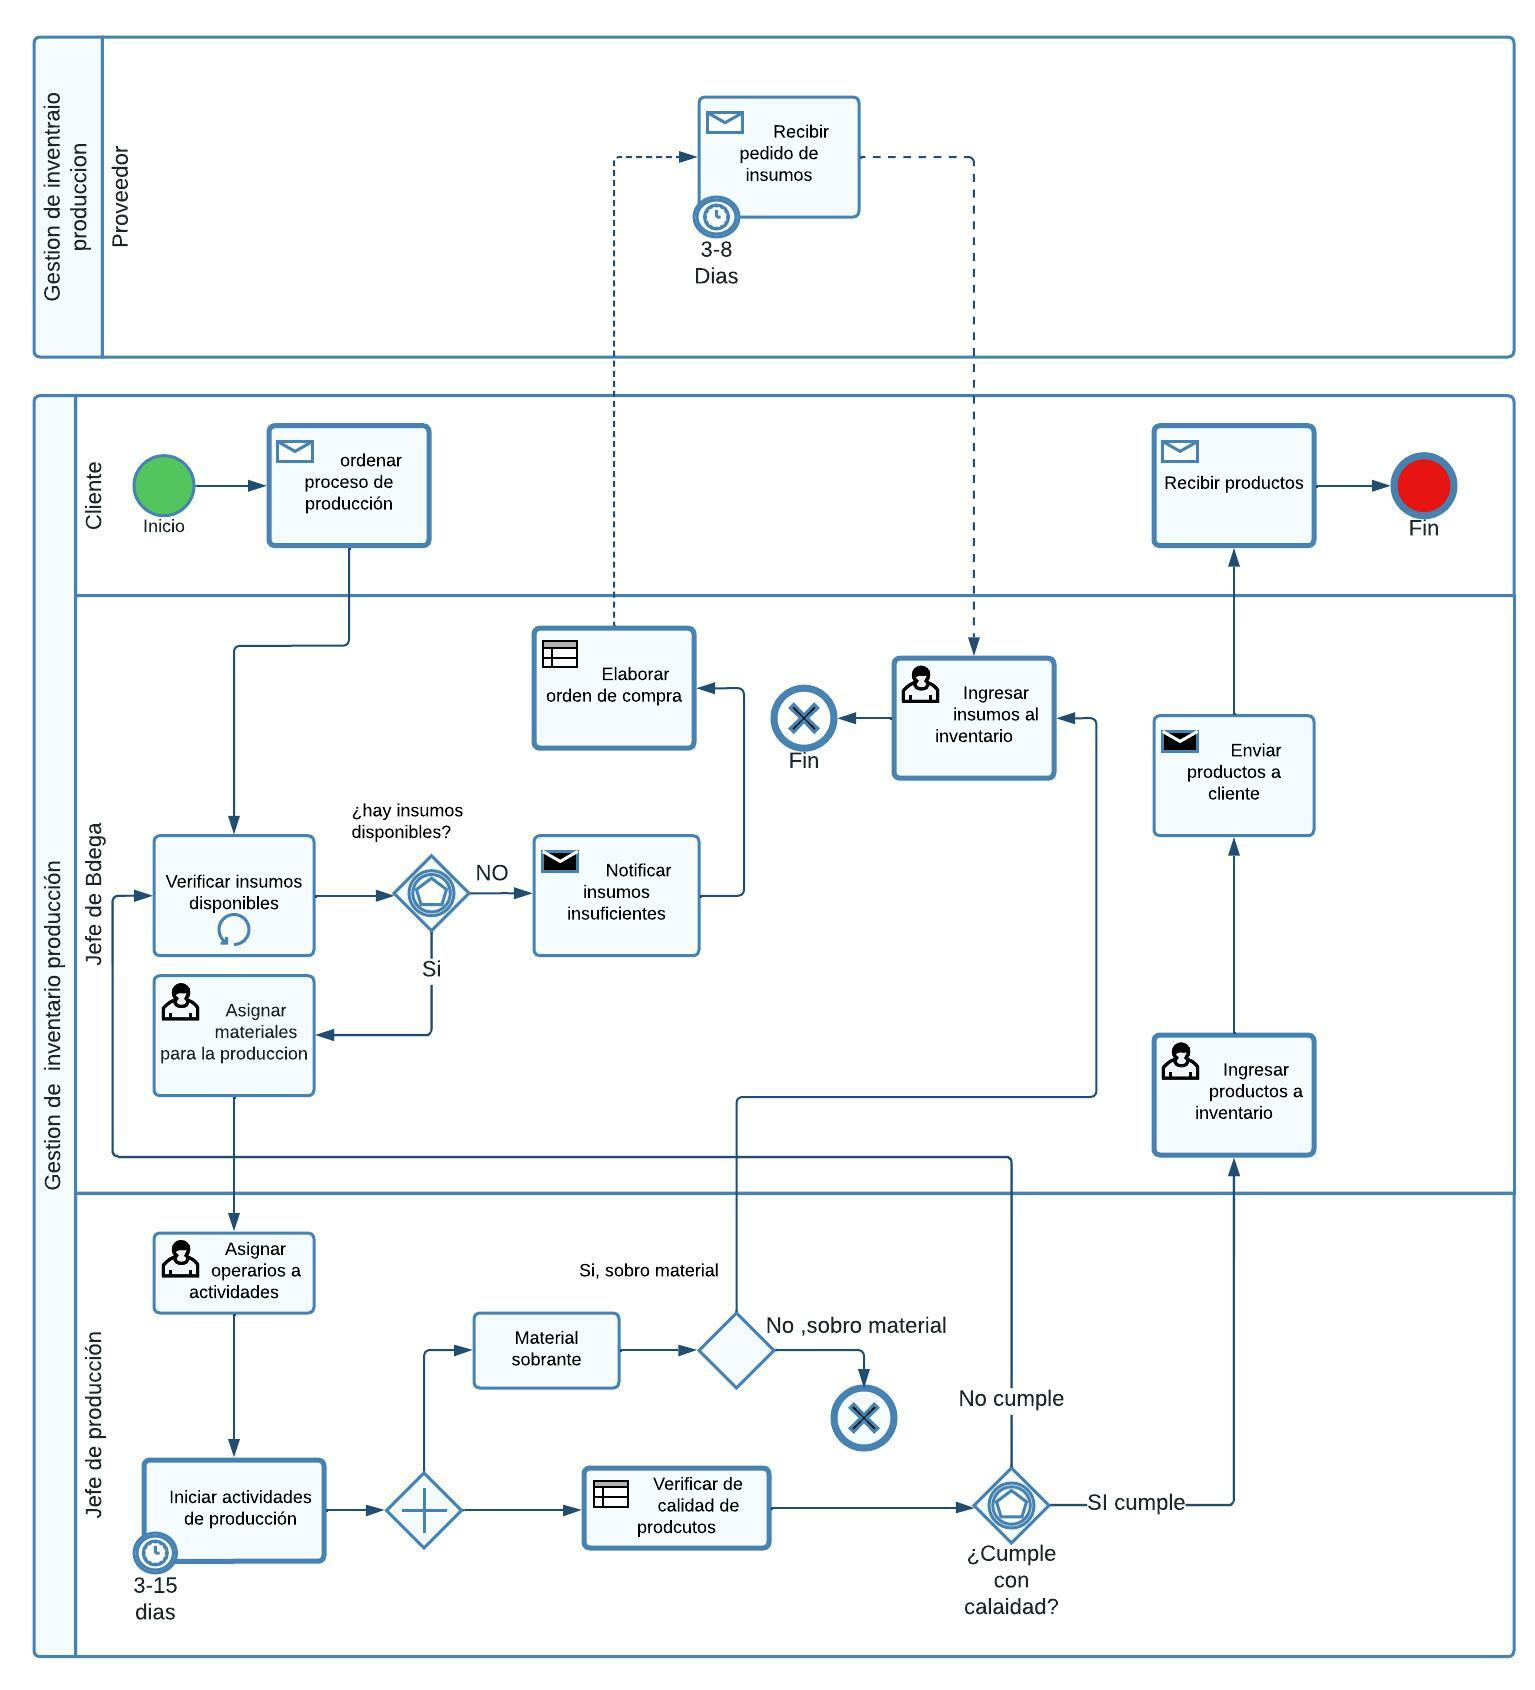 Gestion de inventraio
produccion
Proveedor
Recibir
pedido de
insumos
3-8
Dias
Gestion de  inventario producción
Cliente
Inicio
ordenar
proceso de
producción
Recibir productos
Fin
Jefe de Bdega
Elaborar
orden de compra
Fin
Ingresar
insumos al
inventario
Enviar
productos a
cliente
¿hay insumos
disponibles?
Verificar insumos
disponibles
NO
Notificar
insumos
insuficientes
Si
Asignar
materiales
para la produccion
Ingresar
productos a
inventario
Jefe de producción
Asignar
operarios a
actividades
Si, sobro material
Material
sobrante
No ,sobro material
No cumple
Iniciar actividades
de producción
3-15
dias
Verificar de
calidad de
prodcutos
SI cumple
¿Cumple
con
calaidad?